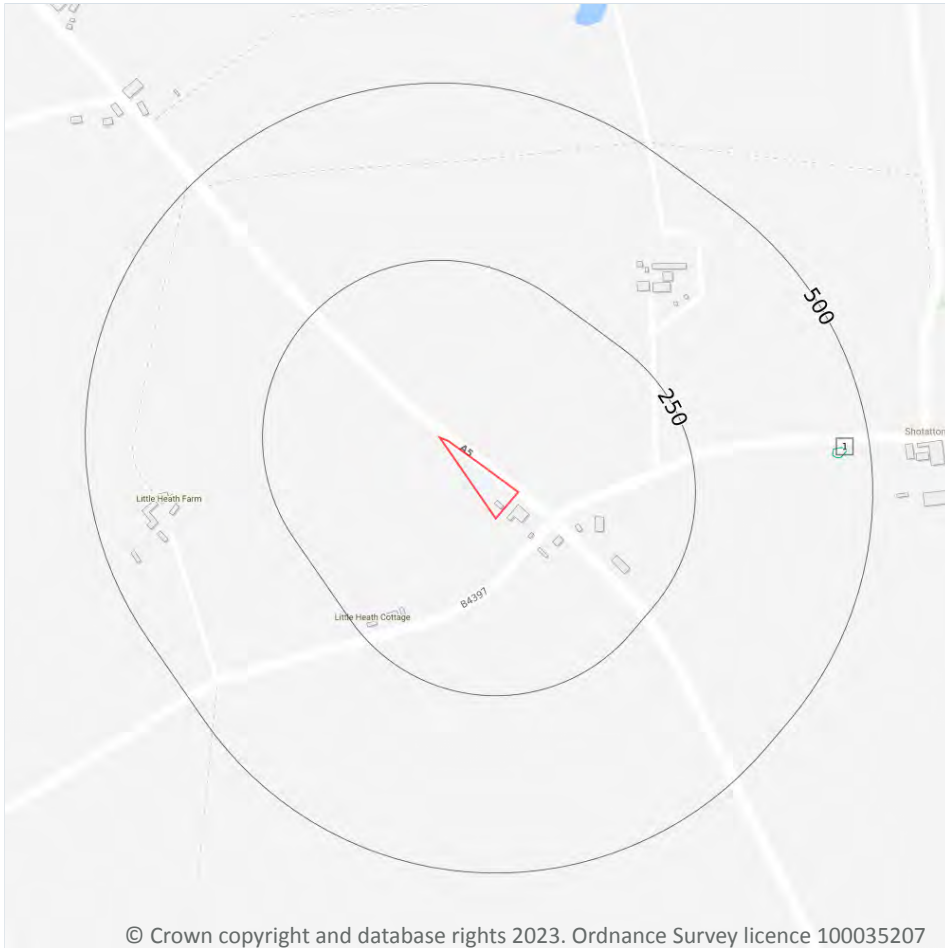 500
250
1
Shotatton
A5
Little Heath Farm
B4397
Little Heath Cottage
© Crown copyright and database rights 2023. Ordnance Survey licence 100035207